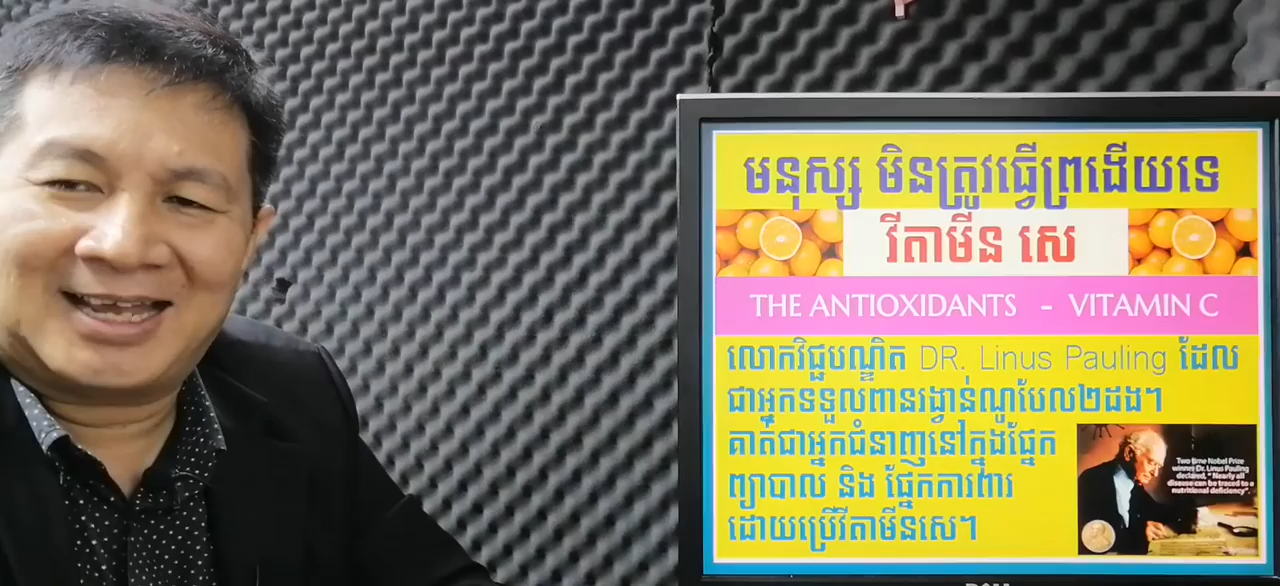 មនុស្ស មិនត្រូវធ្វើព្រងើយទេ
វីតាមីន សេ
THE ANTIOXIDANTS - VITAMIN C
លោកវិជ្ជបណ្ឌិត DR. Linus Pauling ដែល
ជាអ្នកទទួលពានរង្វាន់ណូបែល២ដង។
គាត់ជាអ្នកជំនាញនៅក្នុងផ្នែក
ព្យាបាល និង ផ្នែកការពារ
ដោយប្រើវីតាមីនសេ។
Two time Nobel Prize
winner Dr. Linus Pauling
declared, "Nearly all
disease can be traced to a
nutritional deficiency".